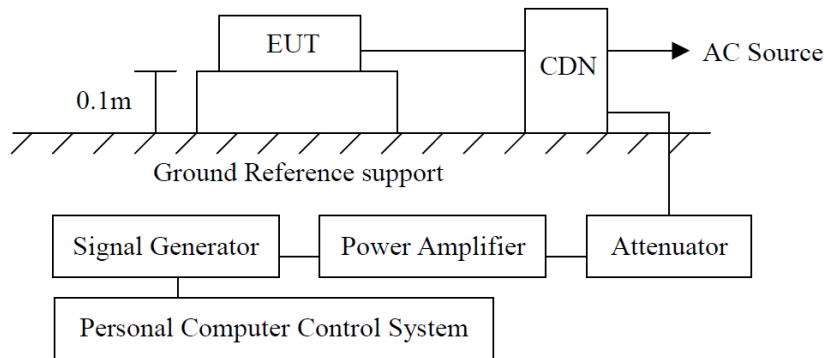 EUT
CDN
AC Source
0.1m
Ground Reference support
Signal Generator
Power Amplifier
Attenuator
Personal Computer Control System